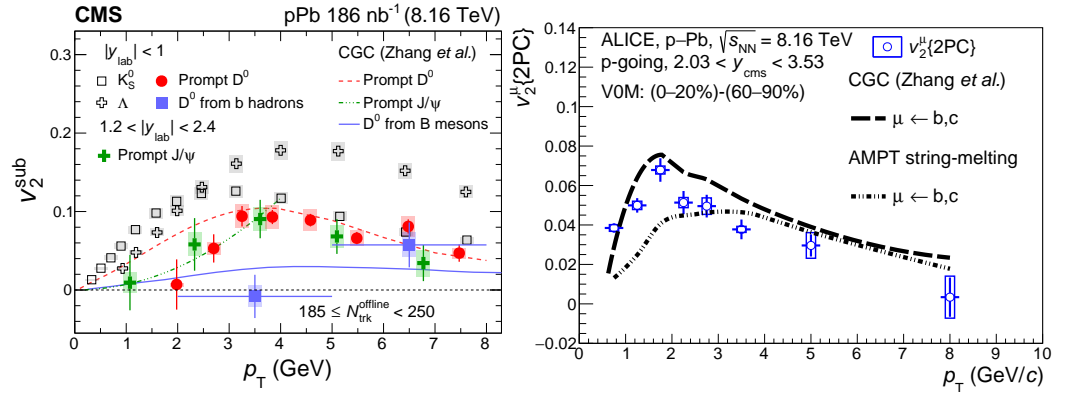 CMS
pPb 186 nb⁻¹ (8.16 TeV)
|y_lab| < 1
K⁰_S
Prompt D⁰
Λ
D⁰ from b hadrons
1.2 < |y_lab| < 2.4
Prompt J/ψ
CGC (Zhang et al.)
Prompt D⁰
Prompt J/ψ
D⁰ from B mesons
185 ≤ N_trk^offline < 250
v₂^sub
0.3
0.2
0.1
0
0 1 2 3 4 5 6 7 8
p_T (GeV)
ALICE, p–Pb, √s_NN = 8.16 TeV
p-going, 2.03 < y_cms < 3.53
V0M: (0–20%)-(60–90%)
v₂^μ{2PC}
CGC (Zhang et al.)
μ ← b,c
AMPT string-melting
μ ← b,c
v₂^μ{2PC}
0.14
0.12
0.1
0.08
0.06
0.04
0.02
0
−0.02
0 1 2 3 4 5 6 7 8 9 10
p_T (GeV/c)